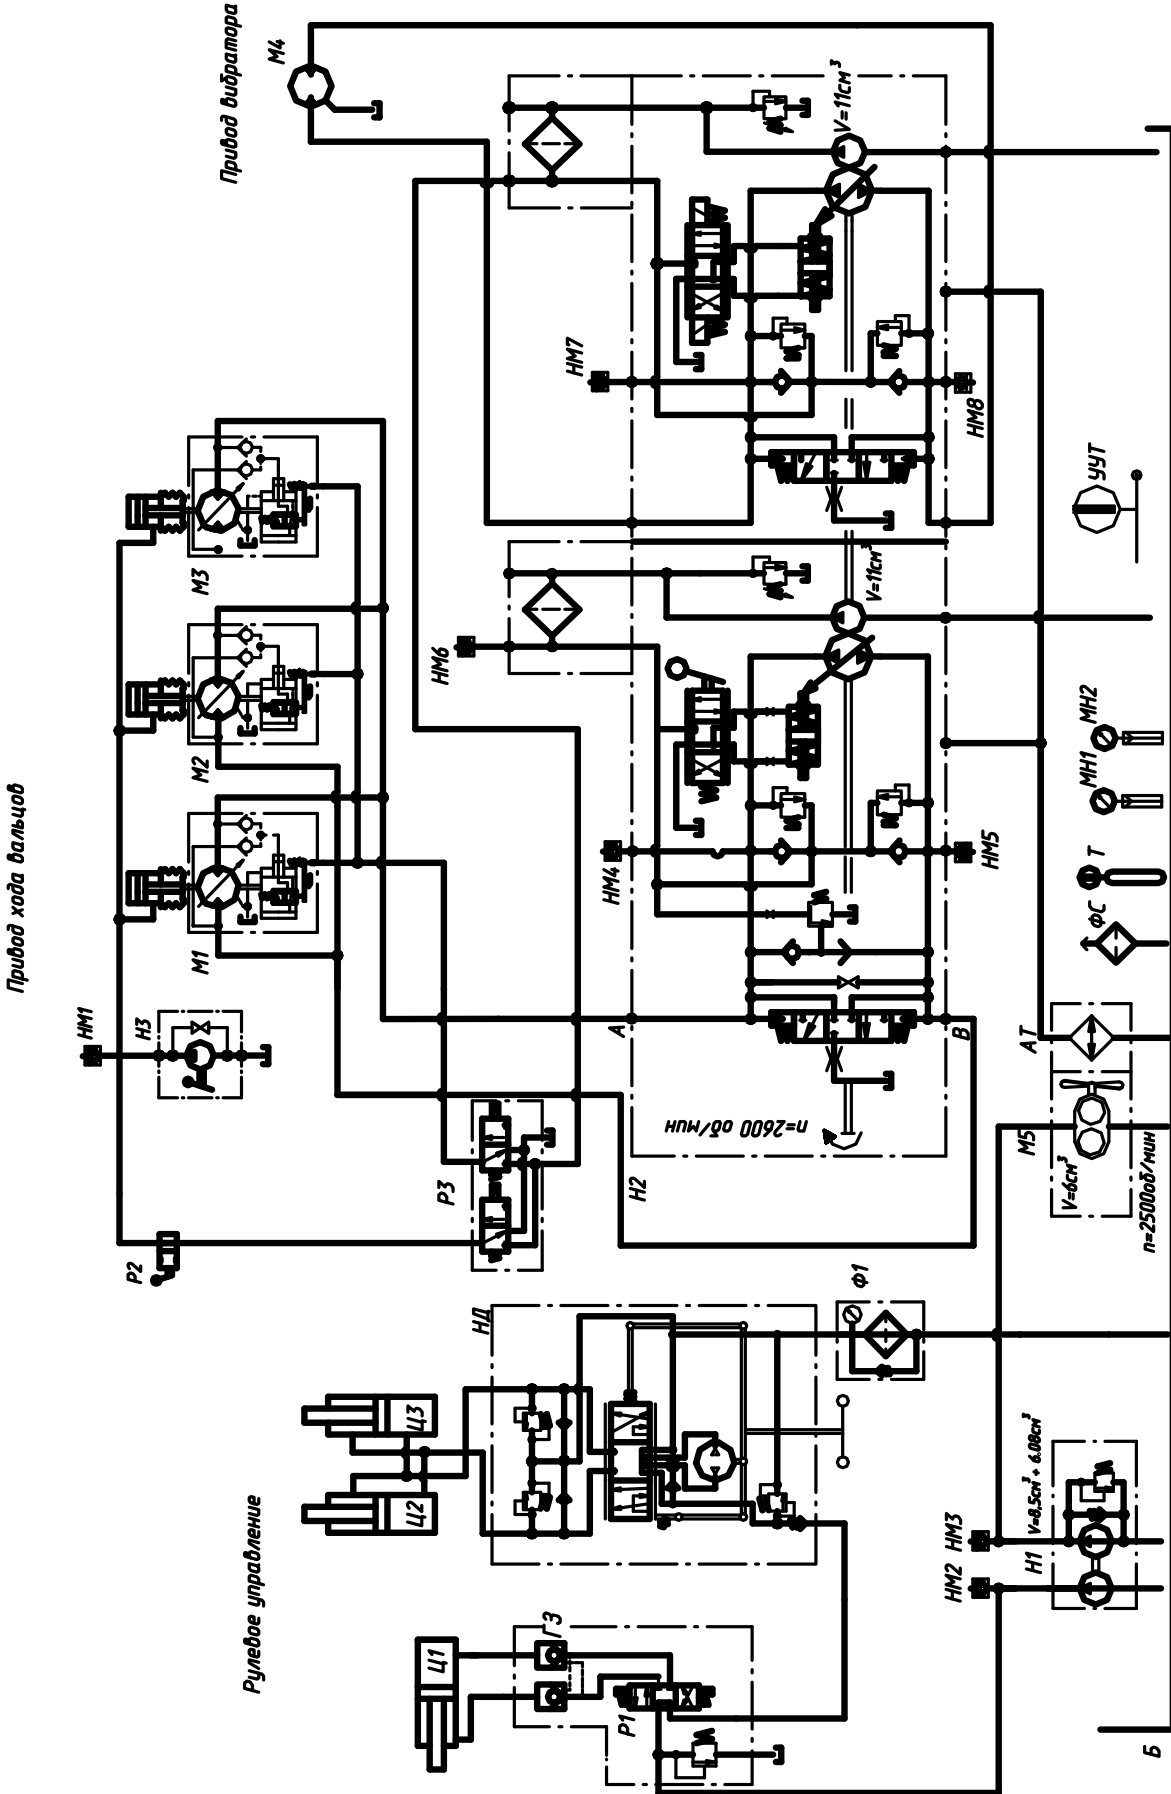 Привод вибратора
М4
V=11см³
НМ7
НМ8
М3
УУТ
V=11см³
НМ6
М2
МН2
МН1
НМ4
НМ5
Т
ФС
Привод хода вальцов
М1
НМ1
Н3
А
В
АТ
n=2600 об/мин
М5
V=6см³
n=2500об/мин
Р3
Н2
Р2
Ф1
НД
Ц3
Ц2
V=8,5см³ + 6.08см³
НМ3
НМ2
Н1
Рулевое управление
ГЗ
Ц1
Р1
Б